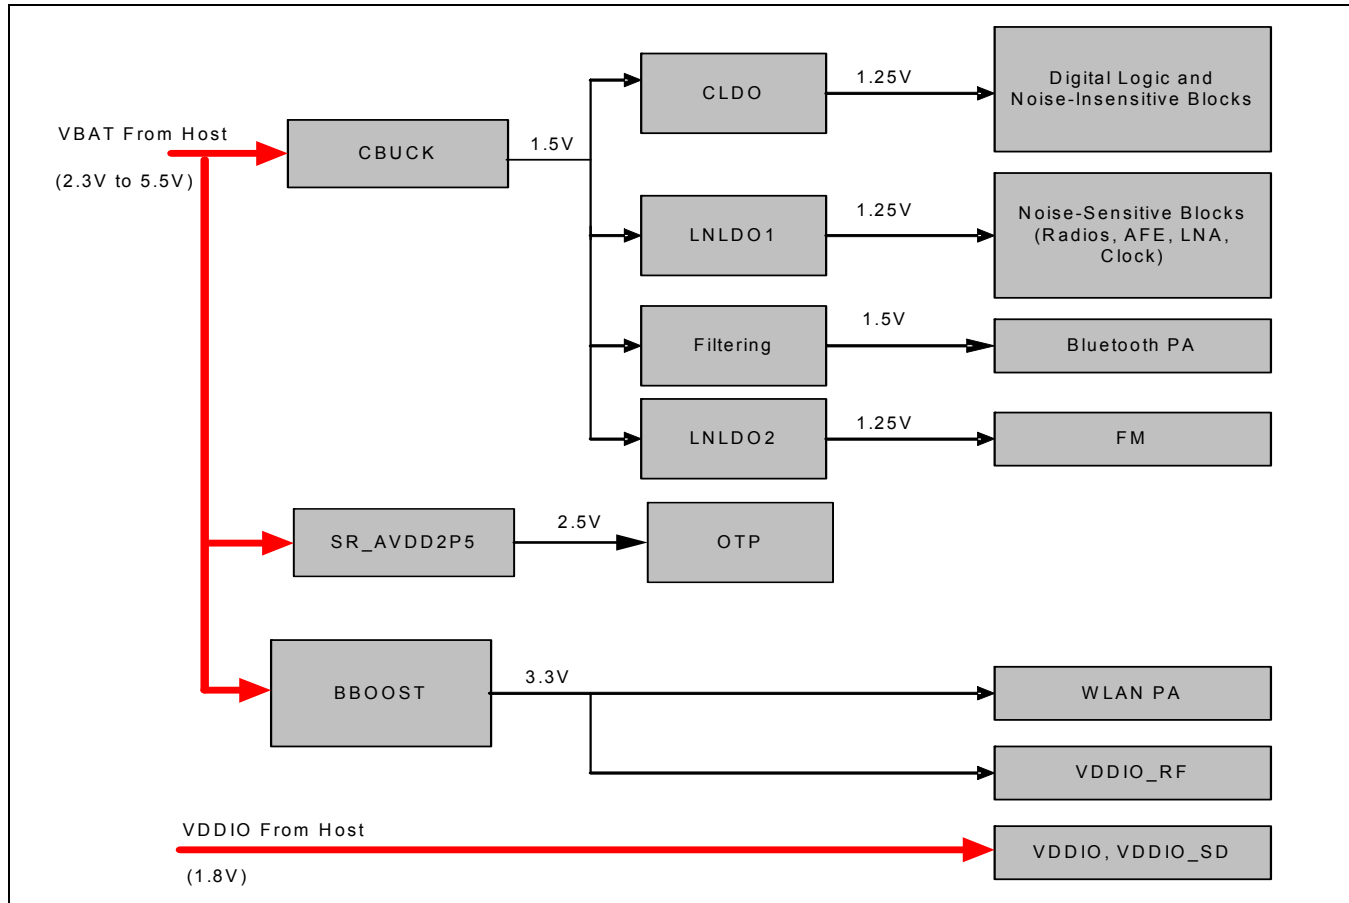 VBAT From Host
(2.3V to 5.5V)
CBUCK
1.5V
CLDO
1.25V
Digital Logic and
Noise-Insensitive Blocks
LNLDO1
1.25V
Noise-Sensitive Blocks
(Radios, AFE, LNA,
Clock)
Filtering
1.5V
Bluetooth PA
LNLDO2
1.25V
FM
SR_AVDD2P5
2.5V
OTP
BBOOST
3.3V
WLAN PA
VDDIO_RF
VDDIO From Host
(1.8V)
VDDIO, VDDIO_SD